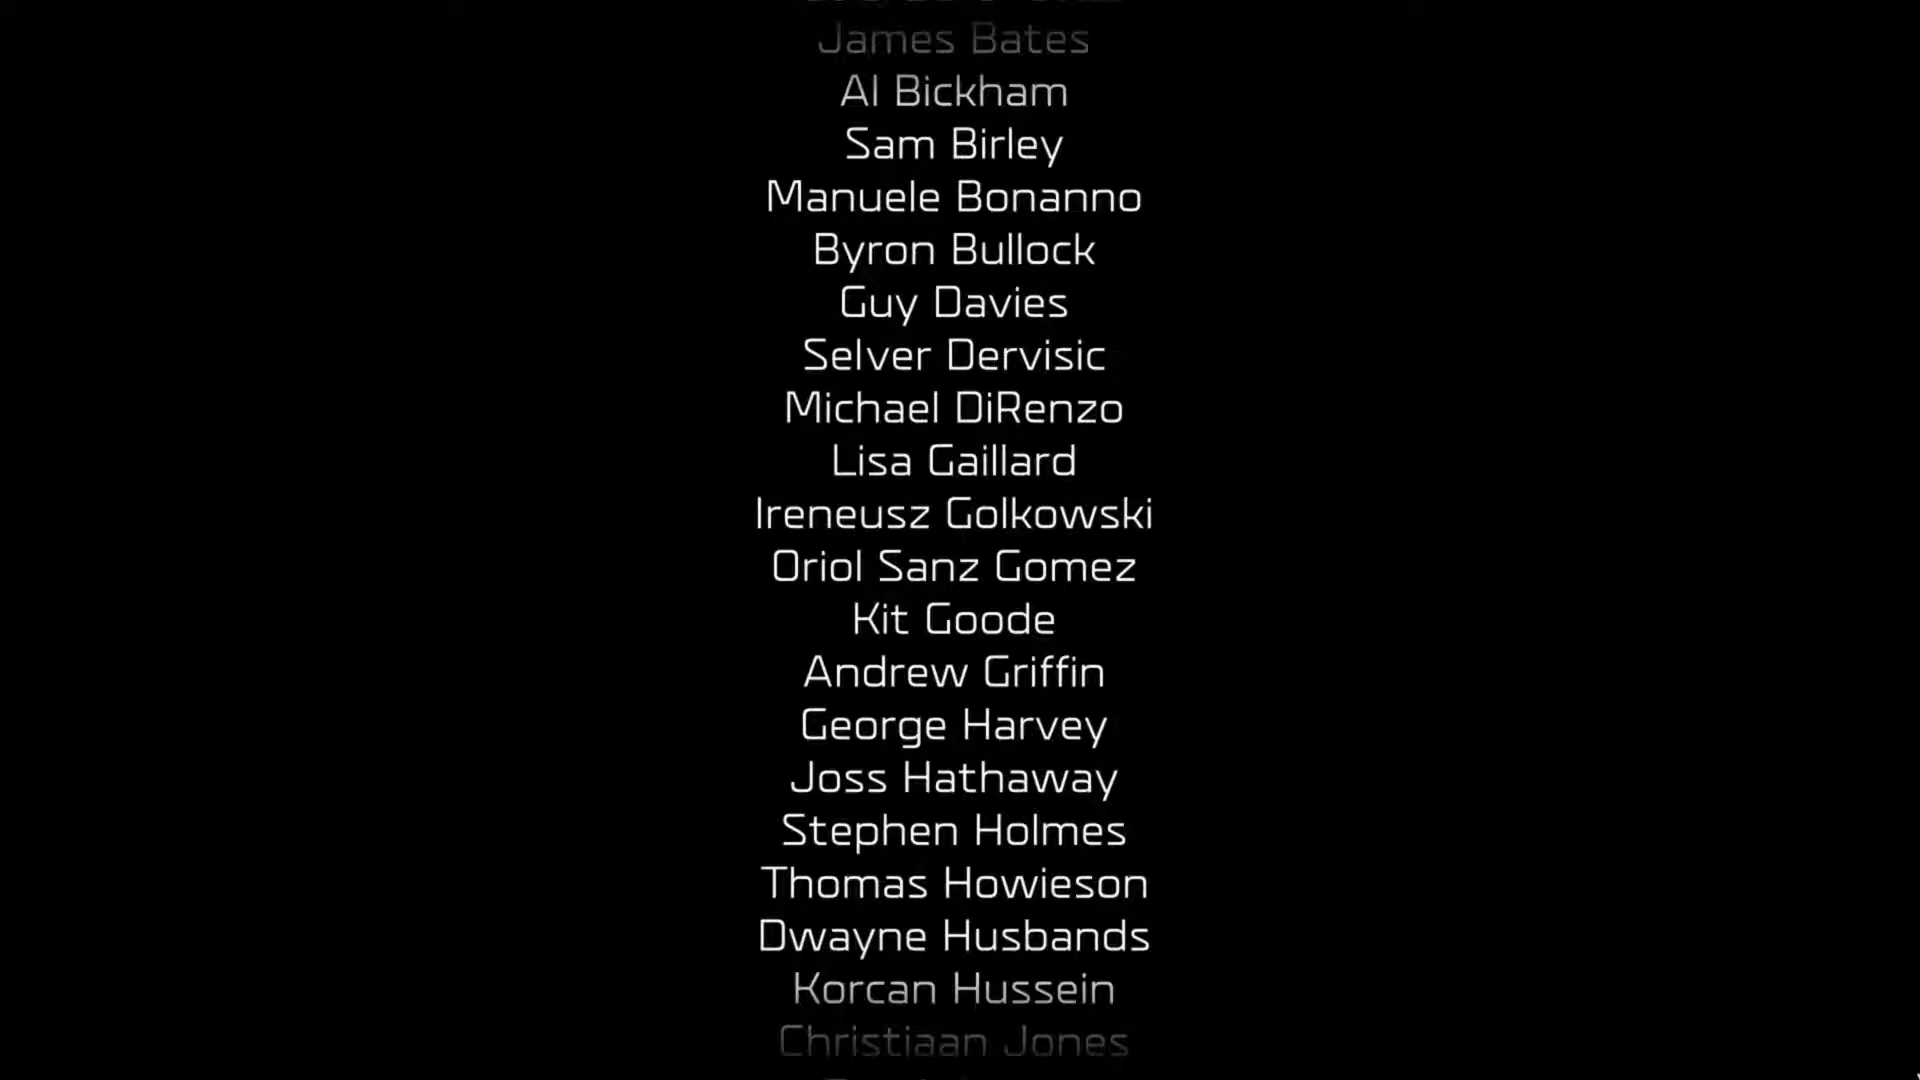 James Bates
Al Bickham
Sam Birley
Manuele Bonanno
Byron Bullock
Guy Davies
Selver Dervisic
Michael DiRenzo
Lisa Gaillard
Ireneusz Golkowski
Oriol Sanz Gomez
Kit Goode
Andrew Griffin
George Harvey
Joss Hathaway
Stephen Holmes
Thomas Howieson
Dwayne Husbands
Korcan Hussein
Christiaan Jones